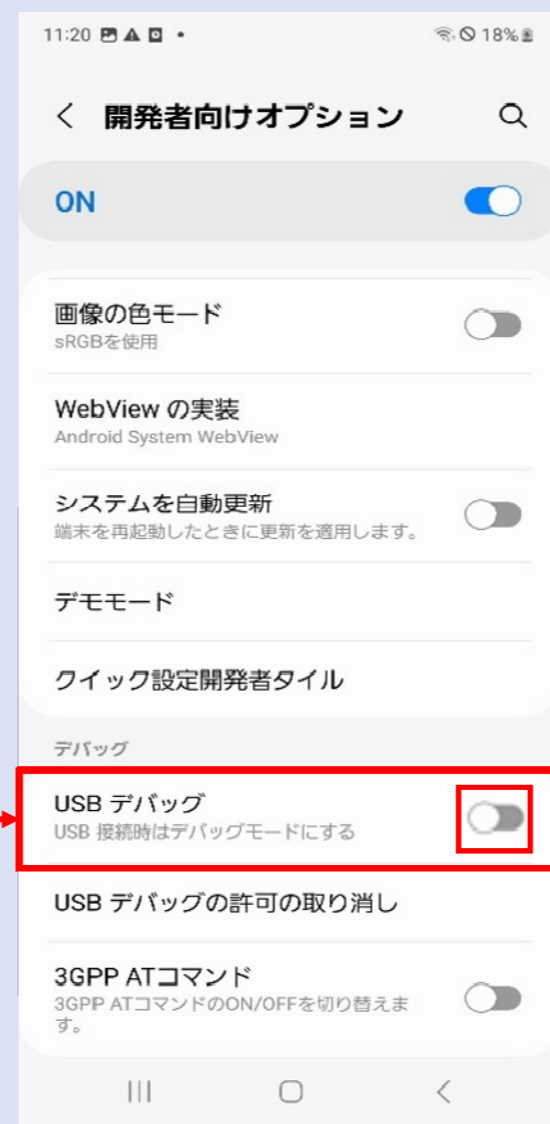 11:20
18%
開発者向けオプション
ON
画像の色モード
sRGBを使用
WebView の実装
Android System WebView
システムを自動更新
端末を再起動したときに更新を適用します。
デモモード
クイック設定開発者タイル
デバッグ
USB デバッグ
USB 接続時はデバッグモードにする
USB デバッグの許可の取り消し
3GPP ATコマンド
3GPP ATコマンドのON/OFFを切り替えま
す。